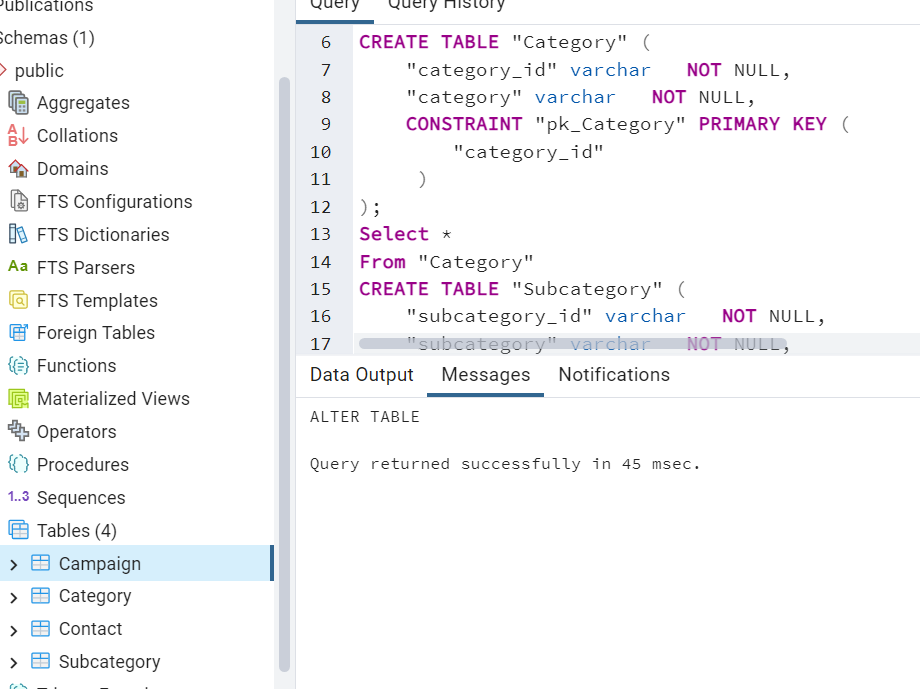 Publications
Schemas (1)
public
Aggregates
Collations
Domains
FTS Configurations
FTS Dictionaries
Aa FTS Parsers
FTS Templates
Foreign Tables
Functions
Materialized Views
Operators
Procedures
1..3 Sequences
Tables (4)
Campaign
Category
Contact
Subcategory
Query Query History
6 CREATE TABLE "Category" (
7 "category_id" varchar NOT NULL,
8 "category" varchar NOT NULL,
9 CONSTRAINT "pk_Category" PRIMARY KEY (
10 "category_id"
11 )
12 );
13 Select *
14 From "Category"
15 CREATE TABLE "Subcategory" (
16 "subcategory_id" varchar NOT NULL,
17 "subcategory" varchar NOT NULL,
Data Output Messages Notifications
ALTER TABLE
Query returned successfully in 45 msec.